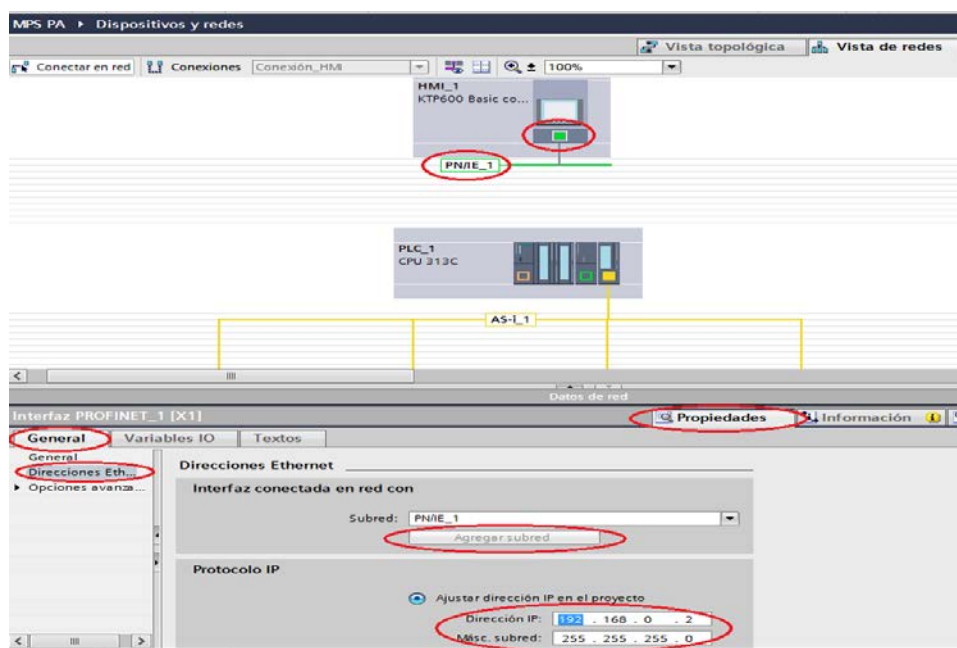 MPS PA ▸ Dispositivos y redes
Vista topológica
Vista de redes
Conectar en red
Conexiones
Conexión_HMI
100%
HMI_1
KTP600 Basic co...
PN/IE_1
PLC_1
CPU 313C
AS-i_1
Datos de red
Interfaz PROFINET_1 [X1]
Propiedades
Información
General
Variables IO
Textos
General
Direcciones Eth...
Opciones avanza...
Direcciones Ethernet
Interfaz conectada en red con
Subred: PN/IE_1
Agregar subred
Protocolo IP
Ajustar dirección IP en el proyecto
Dirección IP: 192 . 168 . 0 . 2
Másc. subred: 255 . 255 . 255 . 0